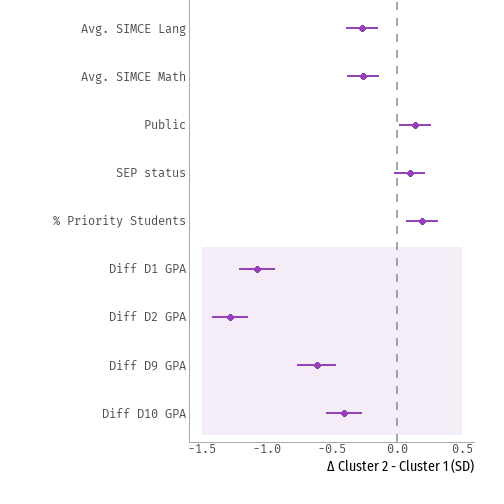 Avg. SIMCE Lang
Avg. SIMCE Math
Public
SEP status
% Priority Students
Diff D1 GPA
Diff D2 GPA
Diff D9 GPA
Diff D10 GPA
-1.5 -1.0 -0.5 0.0 0.5
Δ Cluster 2 - Cluster 1 (SD)